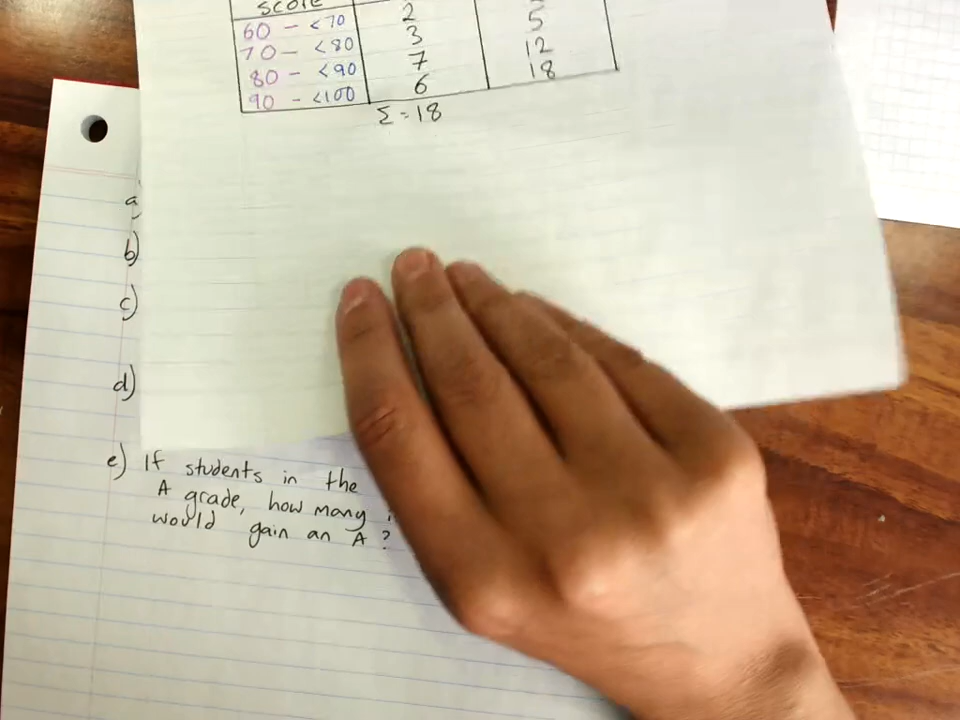 score
60 - <70 2
70 - <80 3 5
80 - <90 7 12
90 - <100 6 18
Σ = 18
a)
b)
c)
d)
e) If students in the
A grade, how many
would gain an A?